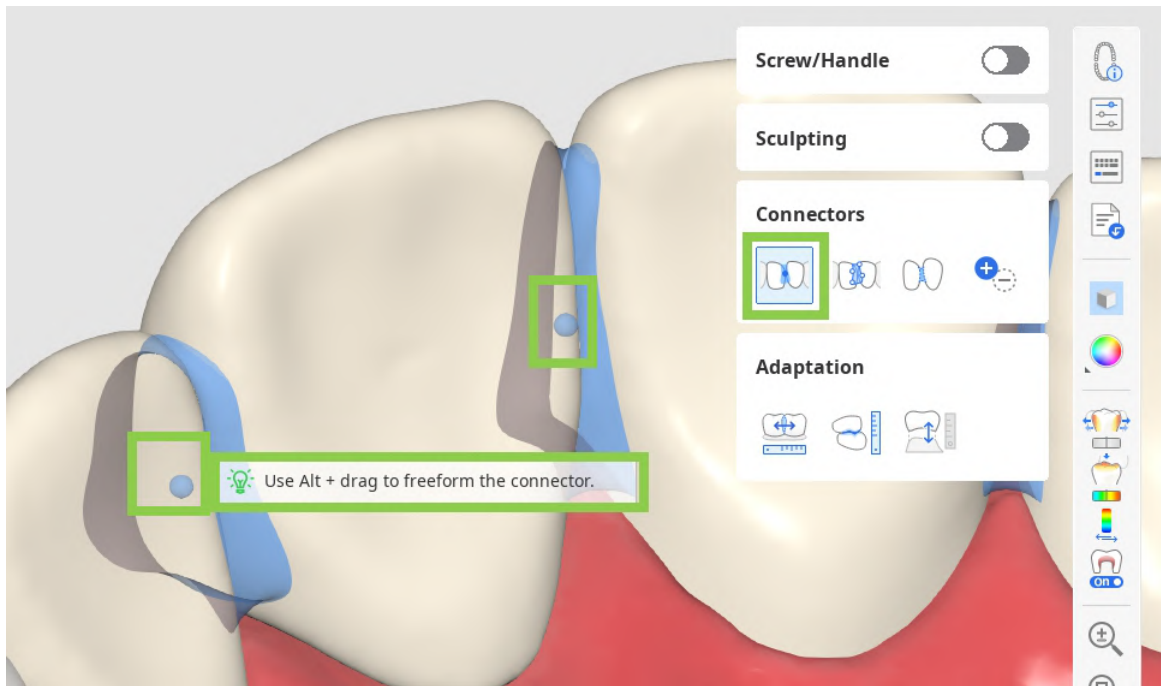 Screw/Handle
Sculpting
Connectors
Adaptation
Use Alt + drag to freeform the connector.
on